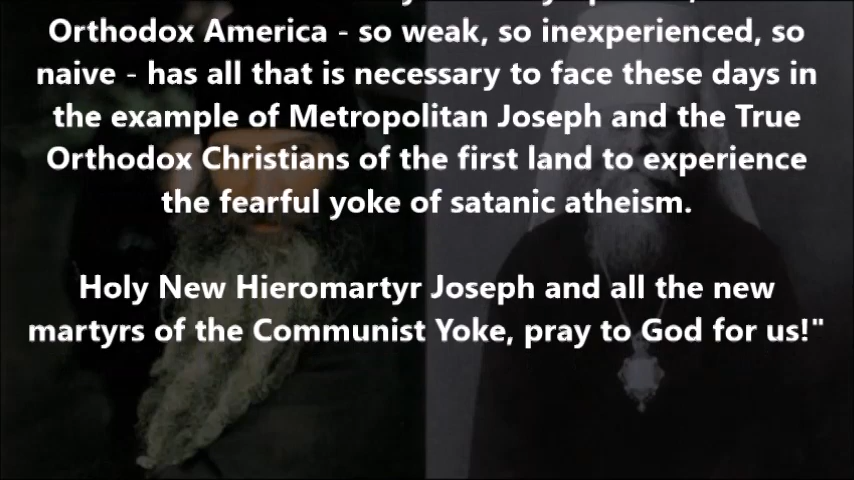 Orthodox America - so weak, so inexperienced, so
naive - has all that is necessary to face these days in
the example of Metropolitan Joseph and the True
Orthodox Christians of the first land to experience
the fearful yoke of satanic atheism.
Holy New Hieromartyr Joseph and all the new
martyrs of the Communist Yoke, pray to God for us!"